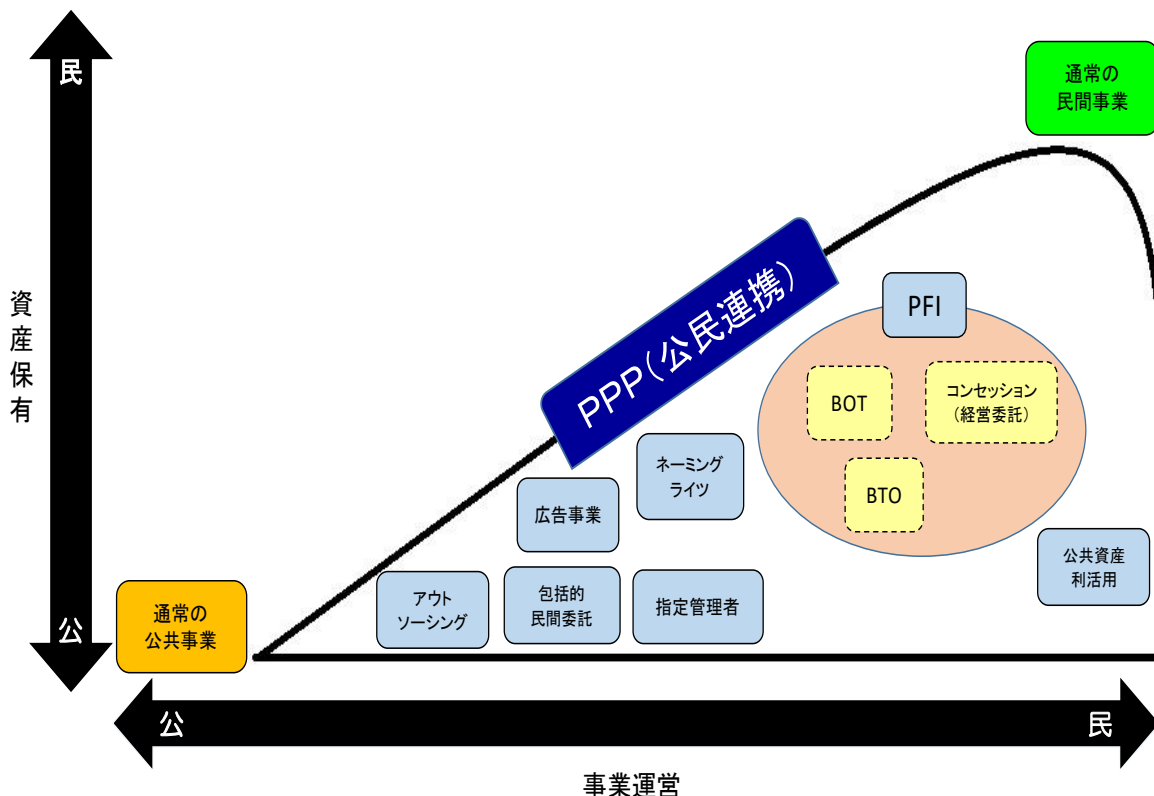 民
通常の
民間事業
PPP(公民連携)
PFI
資産保有
BOT
コンセッション
(経営委託)
ネーミング
ライツ
BTO
広告事業
公共資産
利活用
アウト
ソーシング
包括的
民間委託
指定管理者
通常の
公共事業
公
公
民
事業運営